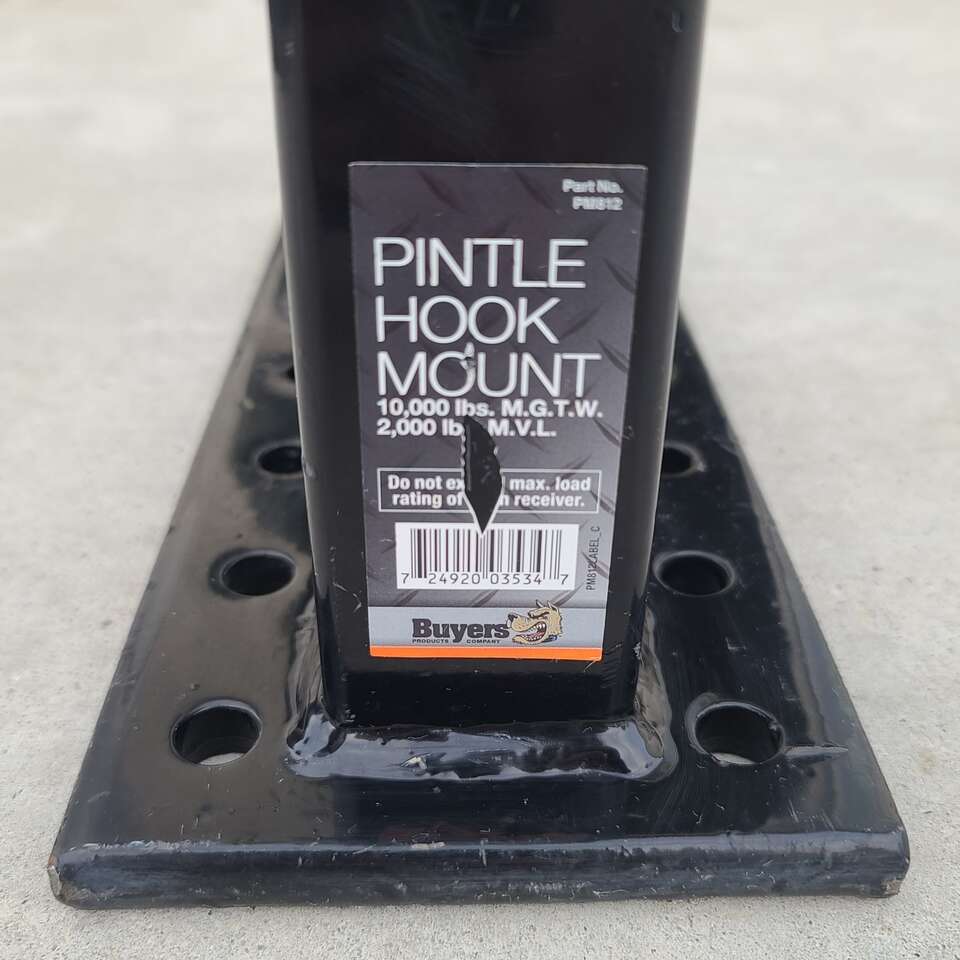 Part No.
PM812
PINTLE
HOOK
MOUNT
10,000 lbs. M.G.T.W.
2,000 lb M.V.L.
Do not ex max. load
rating of receiver.
7 24920 03534 7
PM812LABEL_C
Buyers
PRODUCTS COMPANY